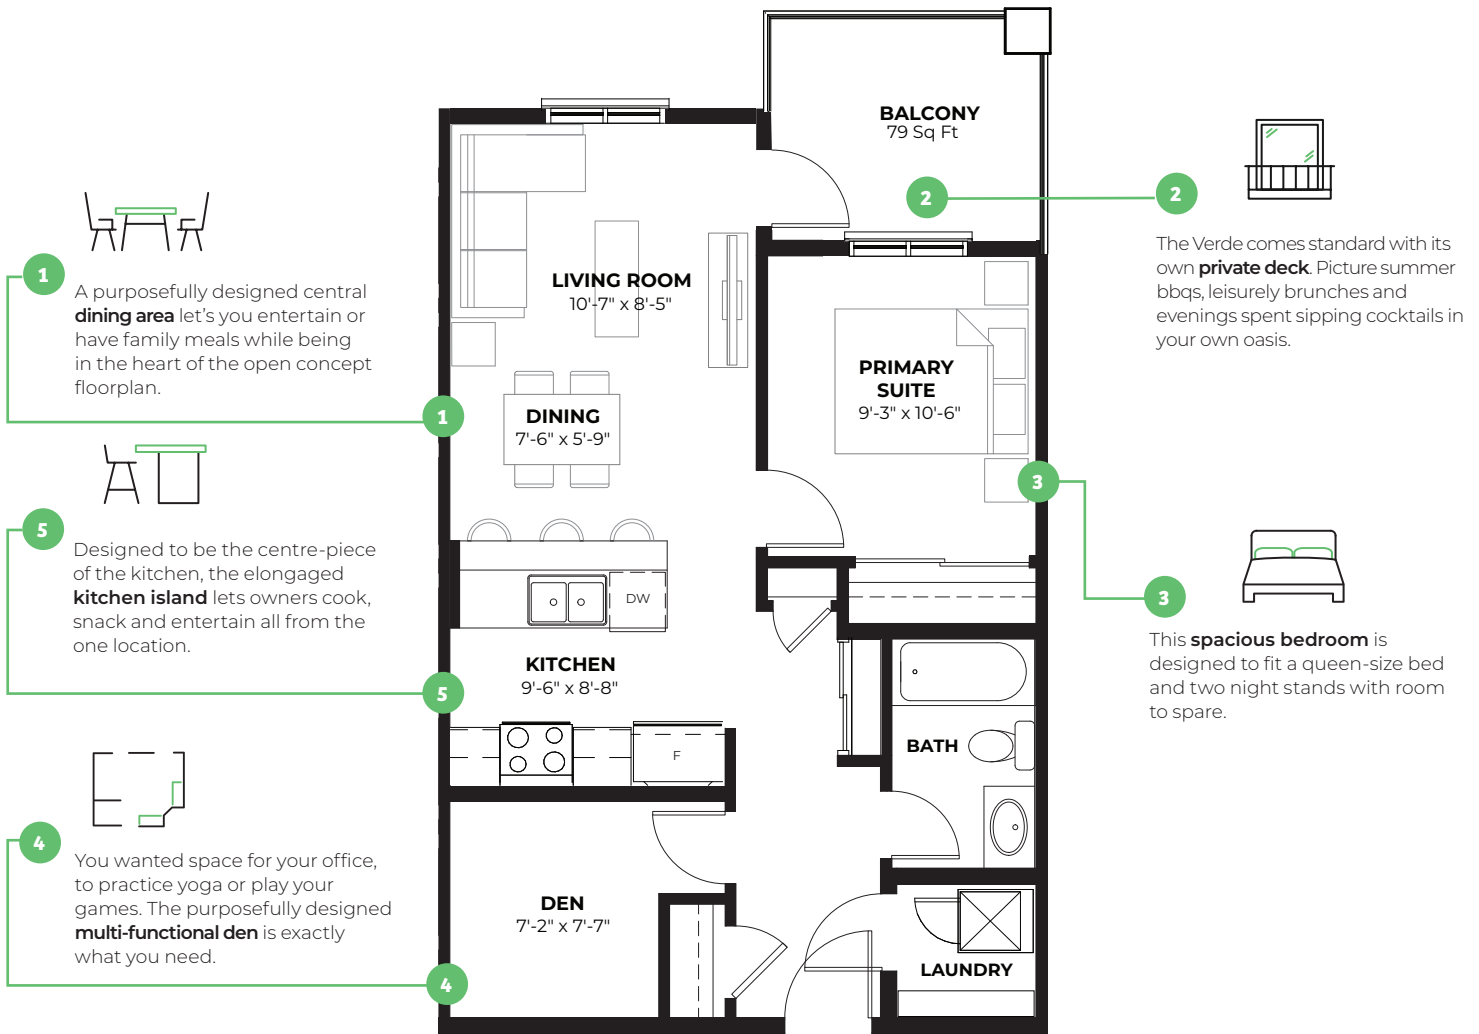 1
A purposefully designed central
dining area let's you entertain or
have family meals while being
in the heart of the open concept
floorplan.
5
Designed to be the centre-piece
of the kitchen, the elongaged
kitchen island lets owners cook,
snack and entertain all from the
one location.
4
You wanted space for your office,
to practice yoga or play your
games. The purposefully designed
multi-functional den is exactly
what you need.
BALCONY
79 Sq Ft
2
LIVING ROOM
10'-7" x 8'-5"
PRIMARY
SUITE
9'-3" x 10'-6"
1
DINING
7'-6" x 5'-9"
3
DW
KITCHEN
9'-6" x 8'-8"
5
F
BATH
DEN
7'-2" x 7'-7"
4
LAUNDRY
2
The Verde comes standard with its
own private deck. Picture summer
bbqs, leisurely brunches and
evenings spent sipping cocktails in
your own oasis.
3
This spacious bedroom is
designed to fit a queen-size bed
and two night stands with room
to spare.